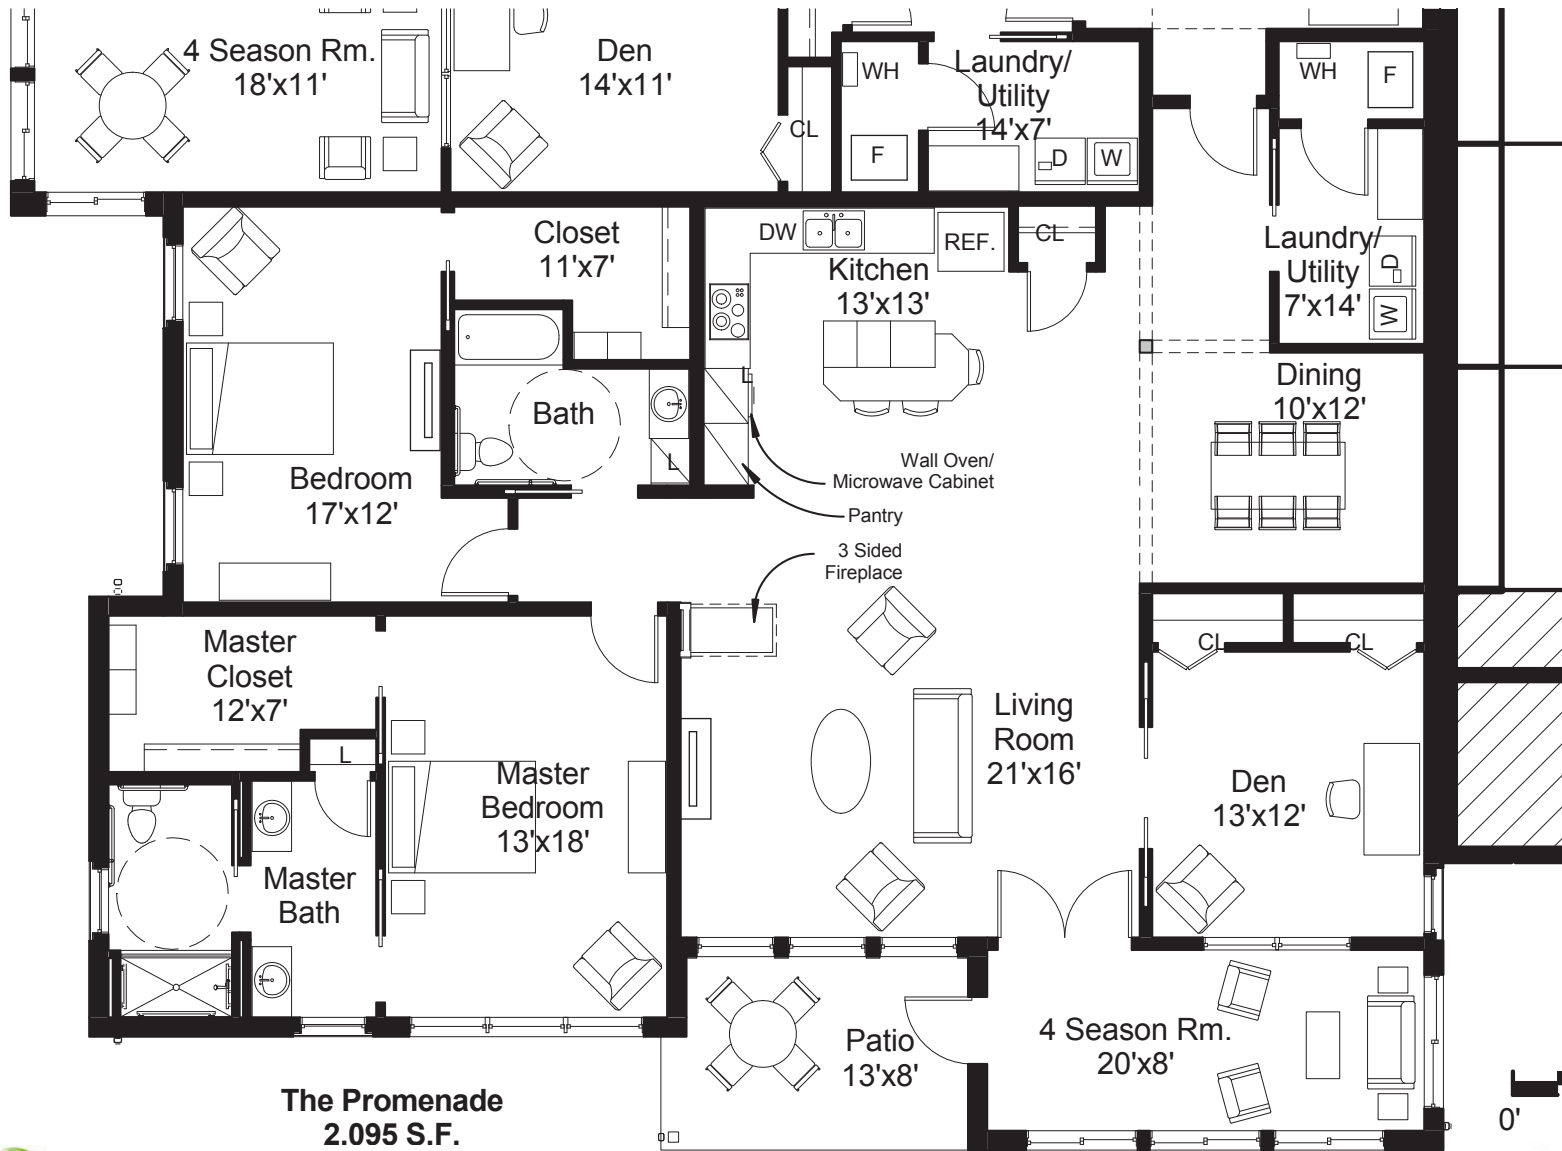 4 Season Rm.
18'x11'
Den
14'x11'
CL
WH
F
Laundry/
Utility
14'x7'
D
W
WH
F
Closet
11'x7'
DW
REF.
CL
Kitchen
13'x13'
Laundry/
Utility
7'x14'
D
W
L
Bath
L
Dining
10'x12'
Bedroom
17'x12'
Wall Oven/
Microwave Cabinet
Pantry
3 Sided
Fireplace
Master
Closet
12'x7'
L
CL
CL
Living
Room
21'x16'
Master
Bedroom
13'x18'
Den
13'x12'
Master
Bath
Patio
13'x8'
4 Season Rm.
20'x8'
The Promenade
2.095 S.F.
0'